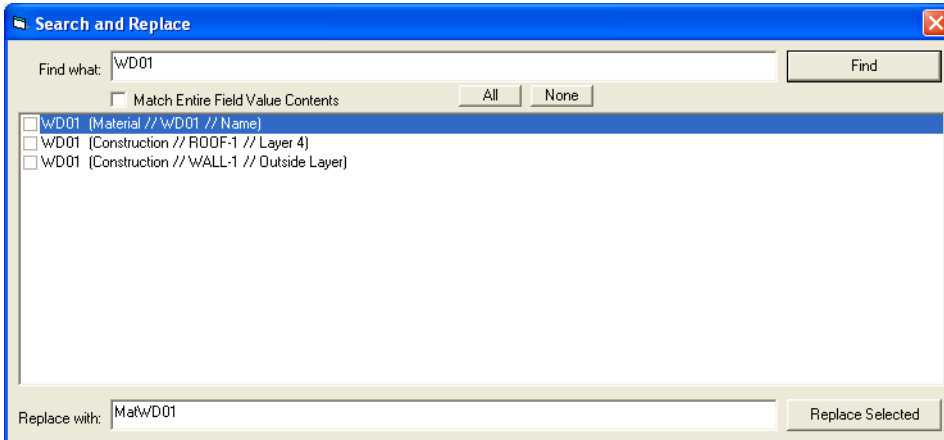 Search and Replace
Find what: WD01 Find
Match Entire Field Value Contents All None
WD01 (Material // WD01 // Name)
WD01 (Construction // ROOF-1 // Layer 4)
WD01 (Construction // WALL-1 // Outside Layer)
Replace with: MatWD01 Replace Selected